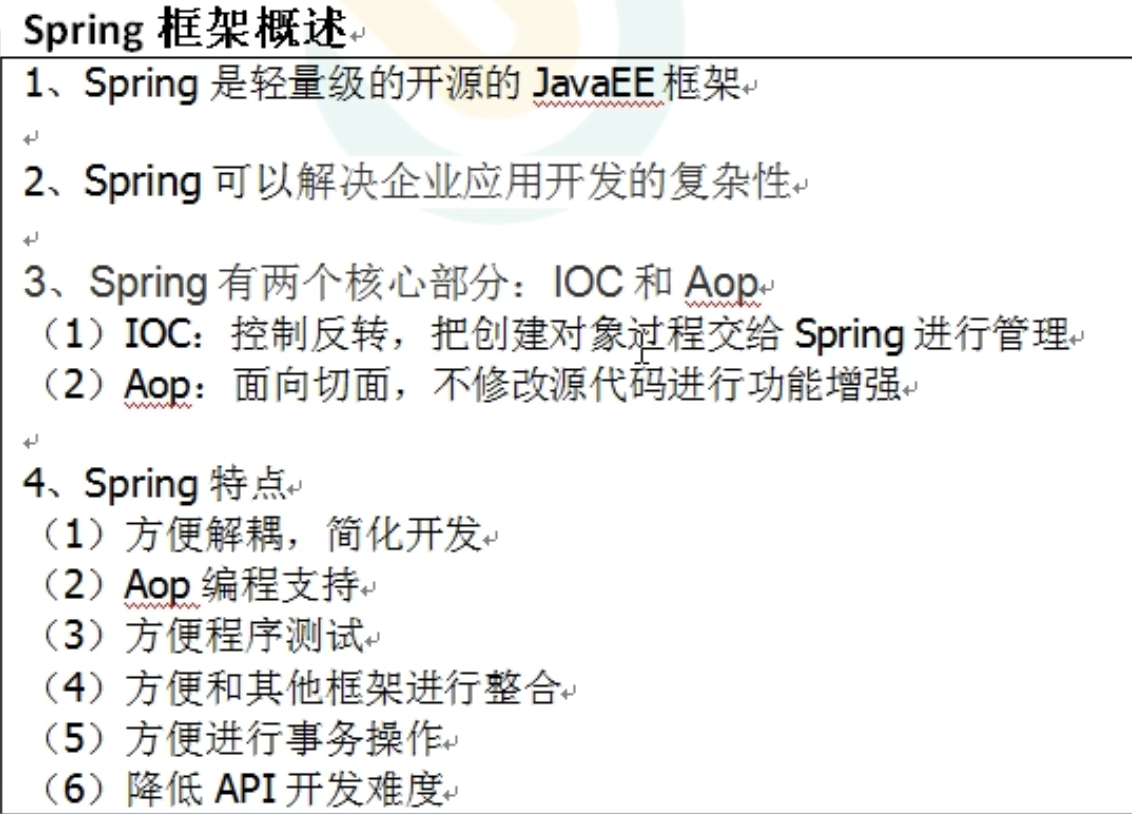 Spring 框架概述
1、Spring 是轻量级的开源的 JavaEE 框架
2、Spring 可以解决企业应用开发的复杂性
3、Spring 有两个核心部分：IOC 和 Aop
（1）IOC：控制反转，把创建对象过程交给 Spring 进行管理
（2）Aop：面向切面，不修改源代码进行功能增强
4、Spring 特点
（1）方便解耦，简化开发
（2）Aop 编程支持
（3）方便程序测试
（4）方便和其他框架进行整合
（5）方便进行事务操作
（6）降低 API 开发难度